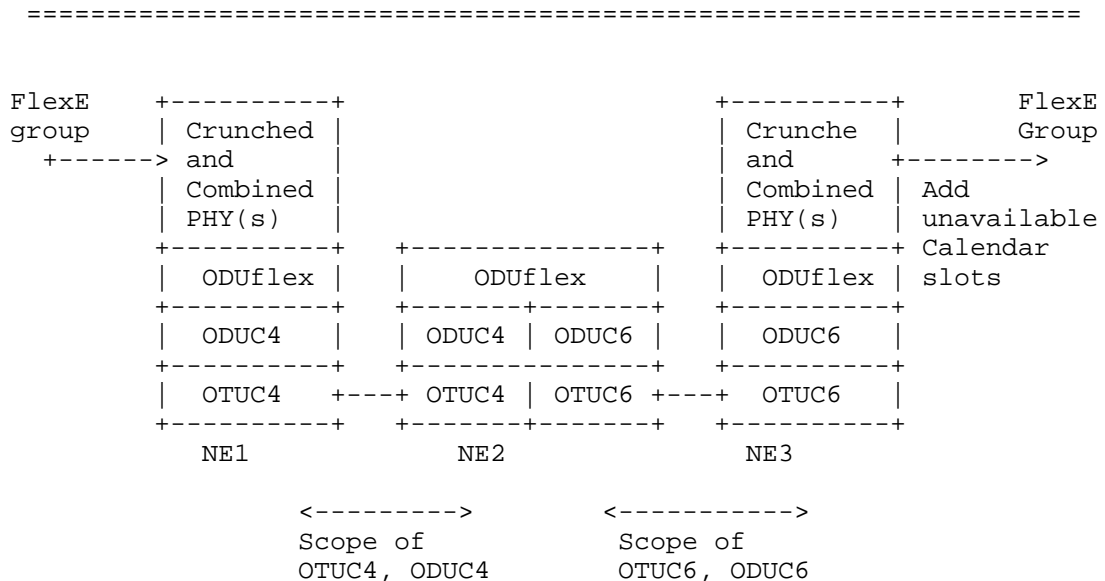 ==================================================================
FlexE +----------+ +----------+ FlexE
group | Crunched | | Crunche | Group
+------> and | | and +-------->
| Combined | | Combined | Add
| PHY(s) | | PHY(s) | unavailable
+----------+ +---------------+ +----------+ Calendar
| ODUflex | | ODUflex | | ODUflex | slots
+----------+ +-------+-------+ +----------+
| ODUC4 | | ODUC4 | ODUC6 | | ODUC6 |
+----------+ +---------------+ +----------+
| OTUC4 +---+ OTUC4 | OTUC6 +---+ OTUC6 |
+----------+ +-------+-------+ +----------+
NE1 NE2 NE3
<---------> <----------->
Scope of Scope of
OTUC4, ODUC4 OTUC6, ODUC6